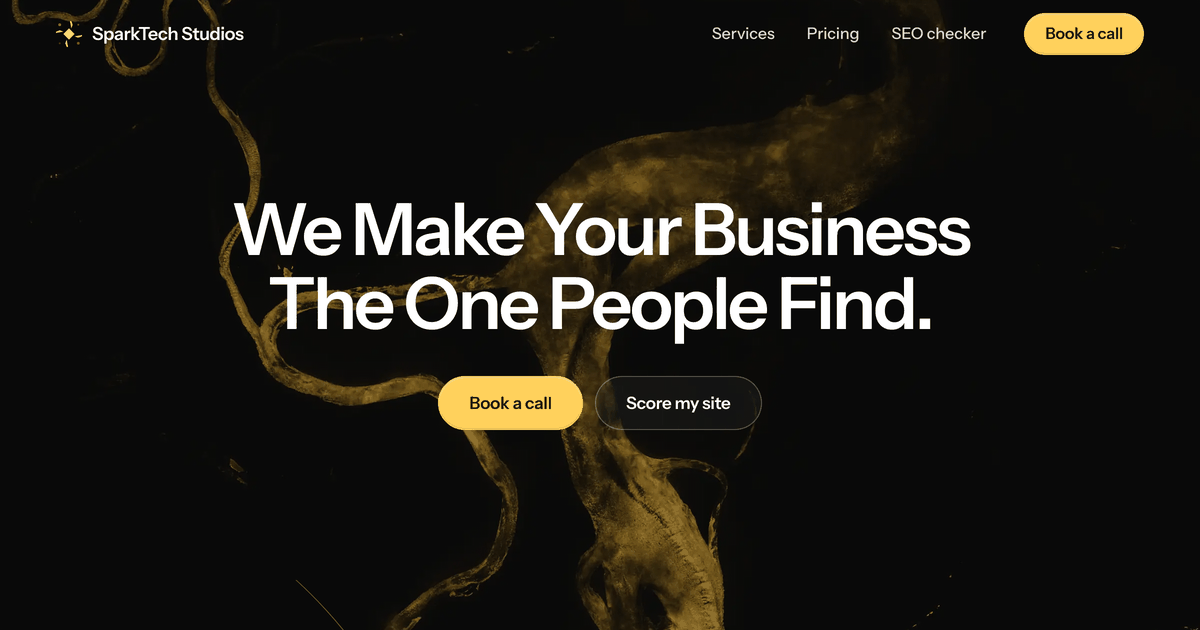 SparkTech Studios
Services
Pricing
SEO checker
Book a call
We Make Your Business
The One People Find.
Book a call
Score my site